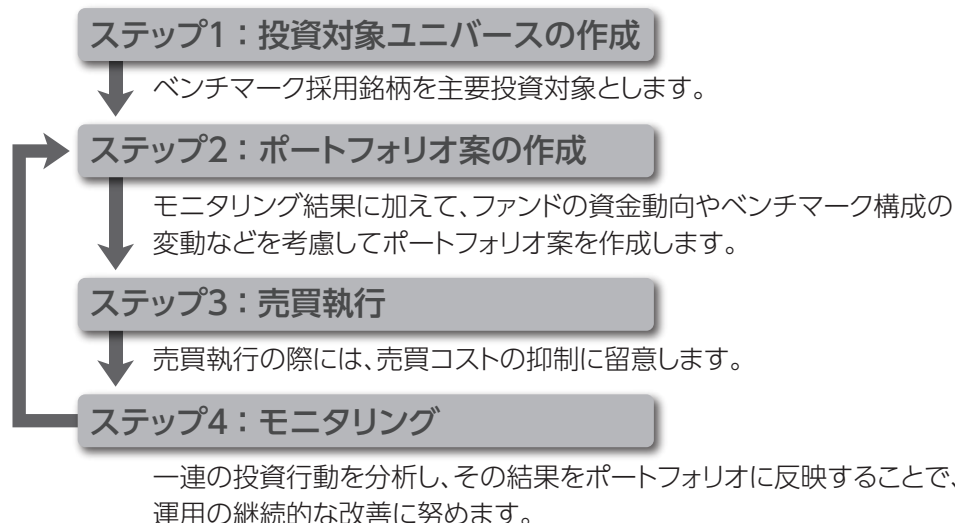 ステップ1：投資対象ユニバースの作成
ベンチマーク採用銘柄を主要投資対象とします。
ステップ2：ポートフォリオ案の作成
モニタリング結果に加えて、ファンドの資金動向やベンチマーク構成の
変動などを考慮してポートフォリオ案を作成します。
ステップ3：売買執行
売買執行の際には、売買コストの抑制に留意します。
ステップ4：モニタリング
一連の投資行動を分析し、その結果をポートフォリオに反映することで、
運用の継続的な改善に努めます。